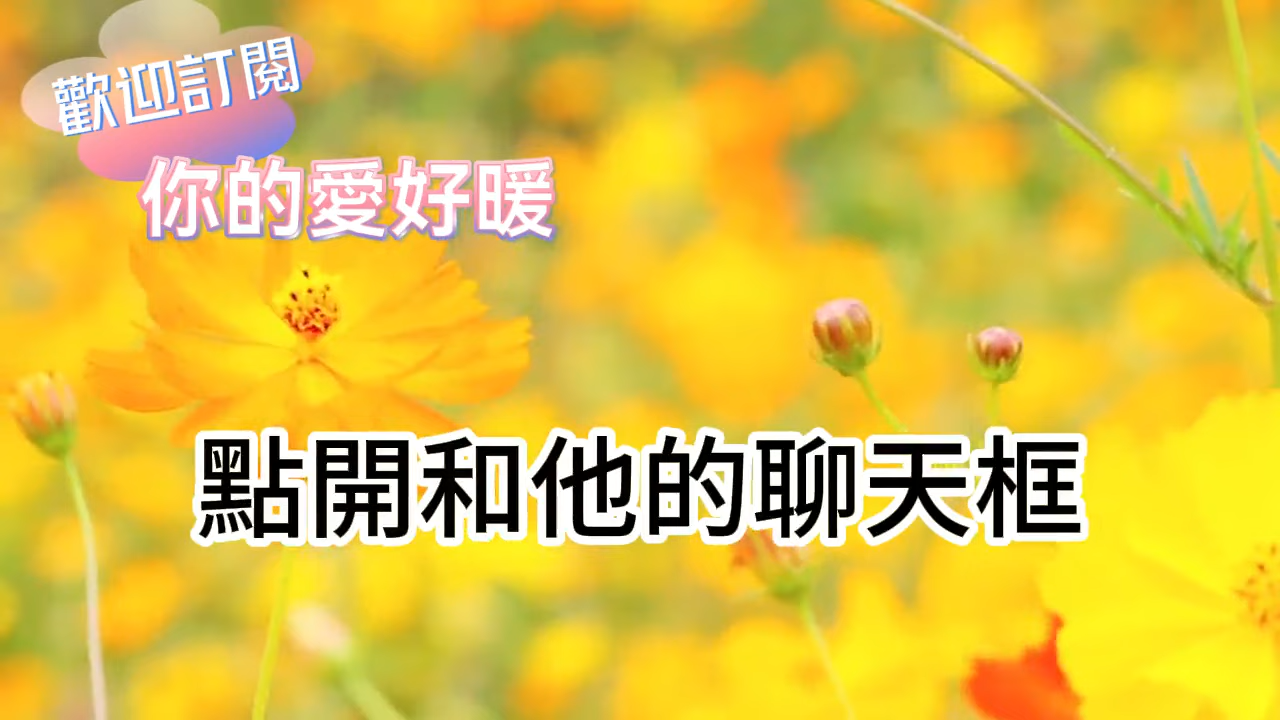 歡迎訂閱
你的愛好暖
點開和他的聊天框